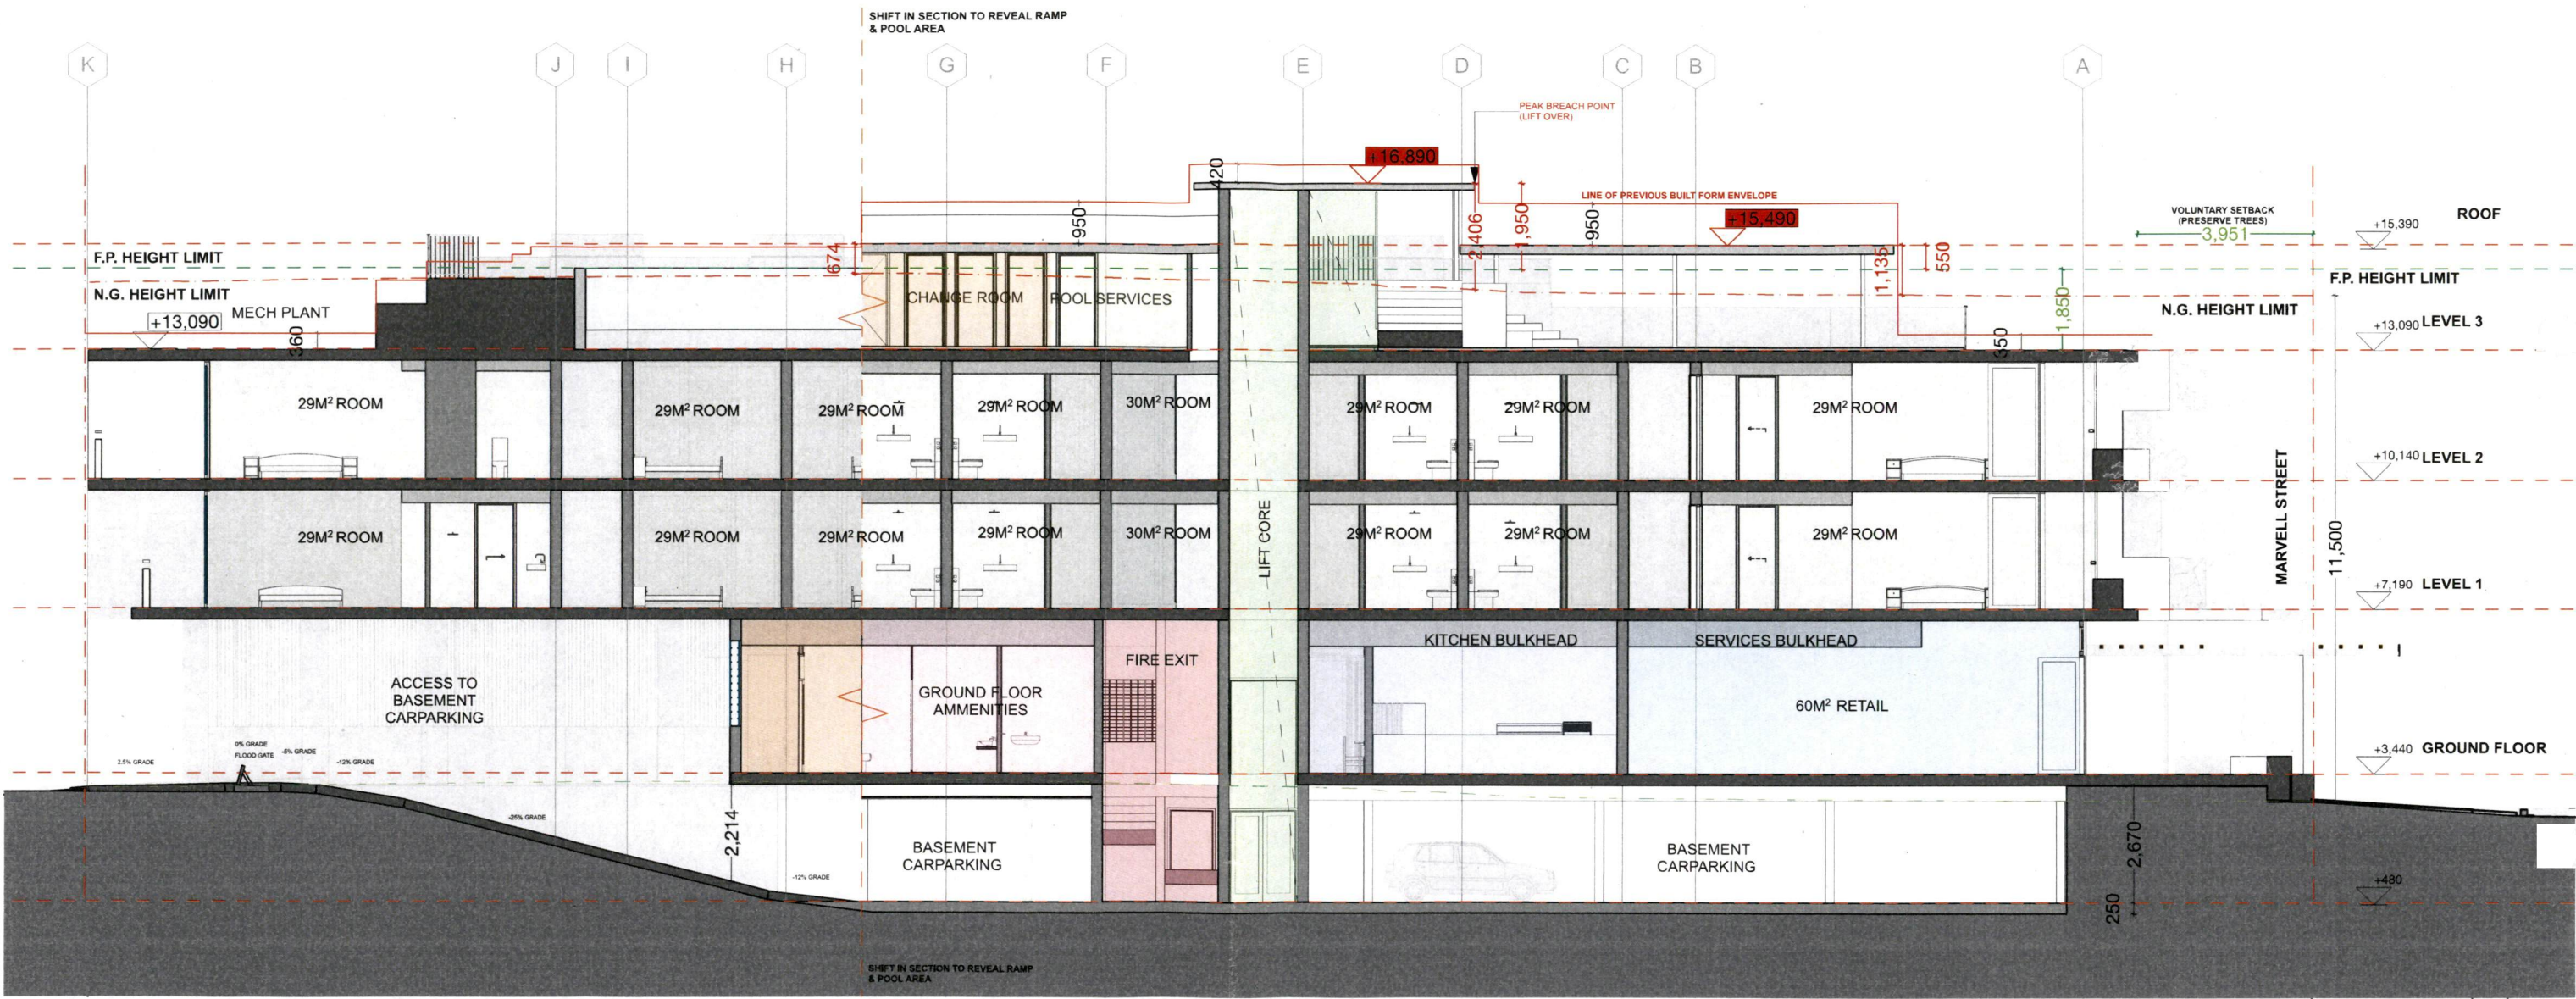 SHIFT IN SECTION TO REVEAL RAMP
& POOL AREA
K
J
I
H
G
F
E
D
C
B
A
PEAK BREACH POINT
(LIFT OVER)
+16,890
420
LINE OF PREVIOUS BUILT FORM ENVELOPE
950
2,406
1,950
950
+15,490
1,135
550
VOLUNTARY SETBACK
(PRESERVE TREES)
3,951
+15,390
ROOF
F.P. HEIGHT LIMIT
674
F.P. HEIGHT LIMIT
N.G. HEIGHT LIMIT
MECH PLANT
+13,090
360
CHANGE ROOM
POOL SERVICES
1,850
350
N.G. HEIGHT LIMIT
+13,090 LEVEL 3
29M² ROOM
29M² ROOM
29M² ROOM
29M² ROOM
30M² ROOM
29M² ROOM
29M² ROOM
29M² ROOM
+10,140 LEVEL 2
29M² ROOM
29M² ROOM
29M² ROOM
29M² ROOM
30M² ROOM
LIFT CORE
29M² ROOM
29M² ROOM
29M² ROOM
MARVELL STREET
11,500
+7,190 LEVEL 1
KITCHEN BULKHEAD
SERVICES BULKHEAD
FIRE EXIT
ACCESS TO
BASEMENT
CARPARKING
GROUND FLOOR
AMMENITIES
60M² RETAIL
0% GRADE
FLOOD GATE
-5% GRADE
2.5% GRADE
-12% GRADE
+3,440 GROUND FLOOR
-25% GRADE
2,214
-12% GRADE
BASEMENT
CARPARKING
BASEMENT
CARPARKING
2,670
250
+480
SHIFT IN SECTION TO REVEAL RAMP
& POOL AREA